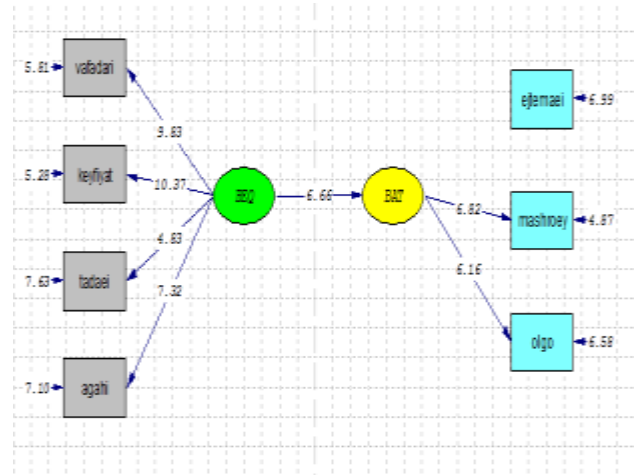 5.81
vafadari
9.83
5.28
keyfiyat
10.37
7.63
tadaei
4.83
7.10
agahi
7.32
6.66
ejtemaei
6.99
6.82
mashroey
4.87
6.16
olgo
6.58